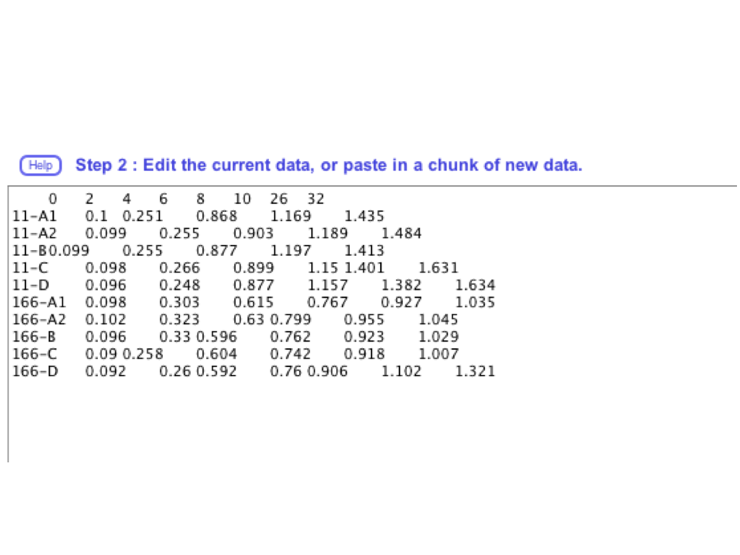 Help Step 2 : Edit the current data, or paste in a chunk of new data.
0 2 4 6 8 10 26 32
11-A1 0.1 0.251 0.868 1.169 1.435
11-A2 0.099 0.255 0.903 1.189 1.484
11-B0.099 0.255 0.877 1.197 1.413
11-C 0.098 0.266 0.899 1.15 1.401 1.631
11-D 0.096 0.248 0.877 1.157 1.382 1.634
166-A1 0.098 0.303 0.615 0.767 0.927 1.035
166-A2 0.102 0.323 0.63 0.799 0.955 1.045
166-B 0.096 0.33 0.596 0.762 0.923 1.029
166-C 0.09 0.258 0.604 0.742 0.918 1.007
166-D 0.092 0.26 0.592 0.76 0.906 1.102 1.321